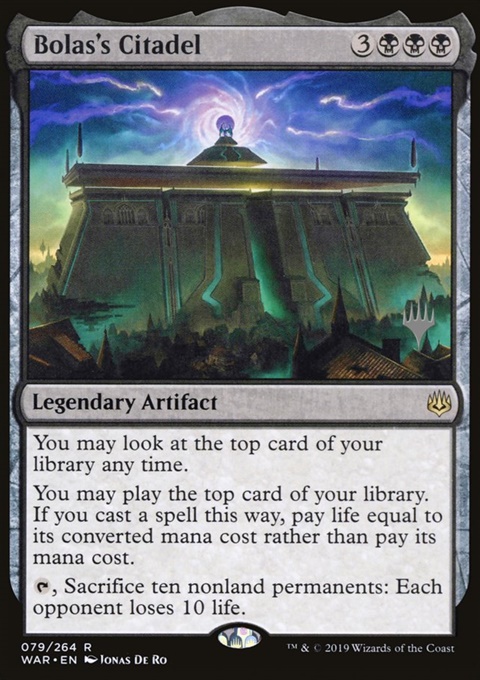 Bolas's Citadel 3
Legendary Artifact
You may look at the top card of your
library any time.
You may play the top card of your library.
If you cast a spell this way, pay life equal to
its converted mana cost rather than pay its
mana cost.
, Sacrifice ten nonland permanents: Each
opponent loses 10 life.
079/264 R
WAR • EN Jonas De Ro
™ & © 2019 Wizards of the Coast